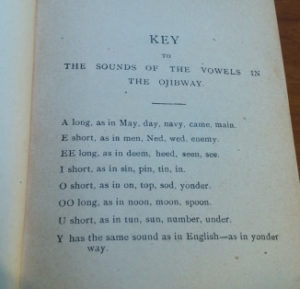 KEY
TO
THE SOUNDS OF THE VOWELS IN
THE OJIBWAY.
A long, as in May, day, navy, came, main.
E short, as in men, Ned, wed, enemy.
EE long, as in deem, heed, seen, see.
I short, as in sin, pin, tin, in.
O short, as in on, top, sod, yonder.
OO long, as in noon, moon, spoon.
U short, as in tun, sun, number, under.
Y has the same sound as in English—as in yonder
way.